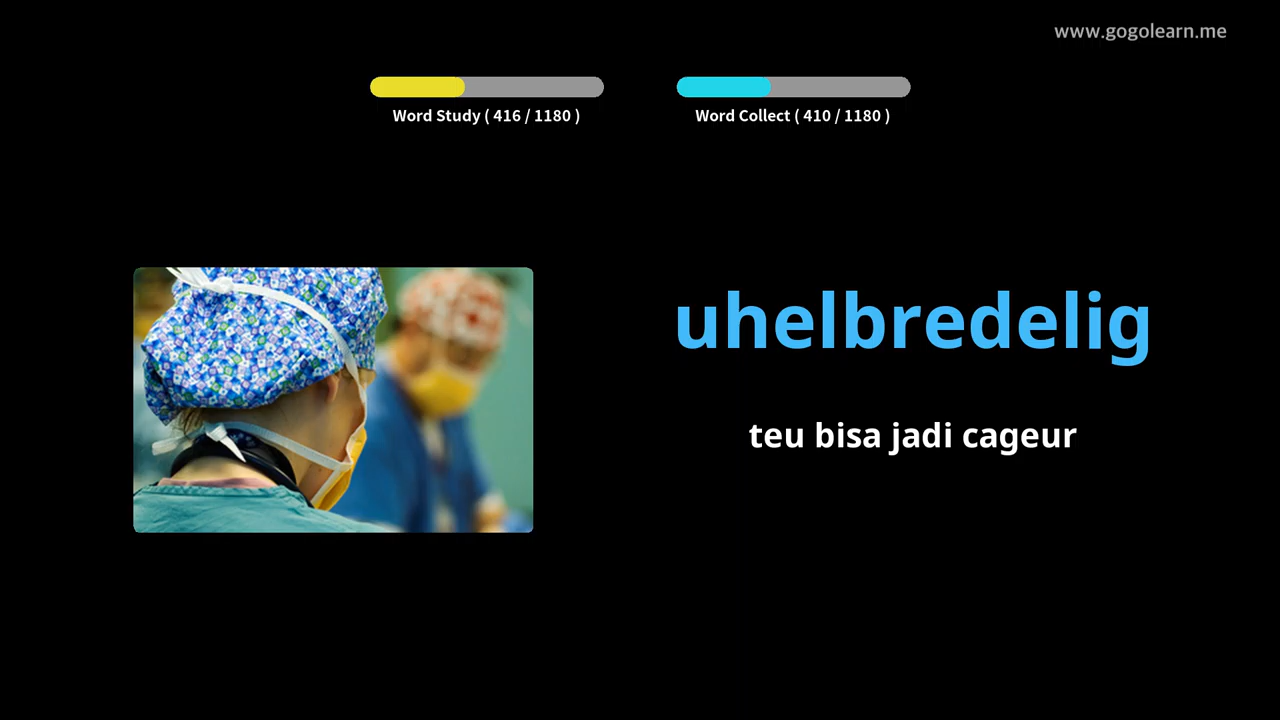 www.gogolearn.me
Word Study ( 416 / 1180 )
Word Collect ( 410 / 1180 )
uhelbredelig
teu bisa jadi cageur